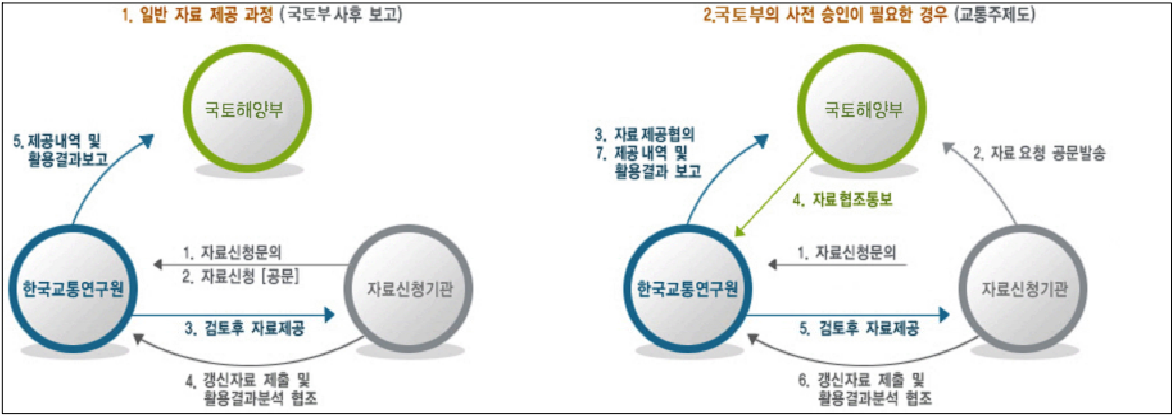 1. 일반 자료 제공 과정 (국토부 사후 보고)
국토해양부
5. 제공내역 및
활용결과보고
1. 자료신청문의
2. 자료신청 [공문]
한국교통연구원
자료신청기관
3. 검토후 자료제공
4. 갱신자료 제출 및
활용결과분석 협조
2.국토부의 사전 승인이 필요한 경우 (교통주제도)
국토해양부
3. 자료제공협의
7. 제공내역 및
활용결과 보고
2. 자료요청 공문발송
4. 자료협조통보
1. 자료신청문의
한국교통연구원
자료신청기관
5. 검토후 자료제공
6. 갱신자료 제출 및
활용결과분석 협조